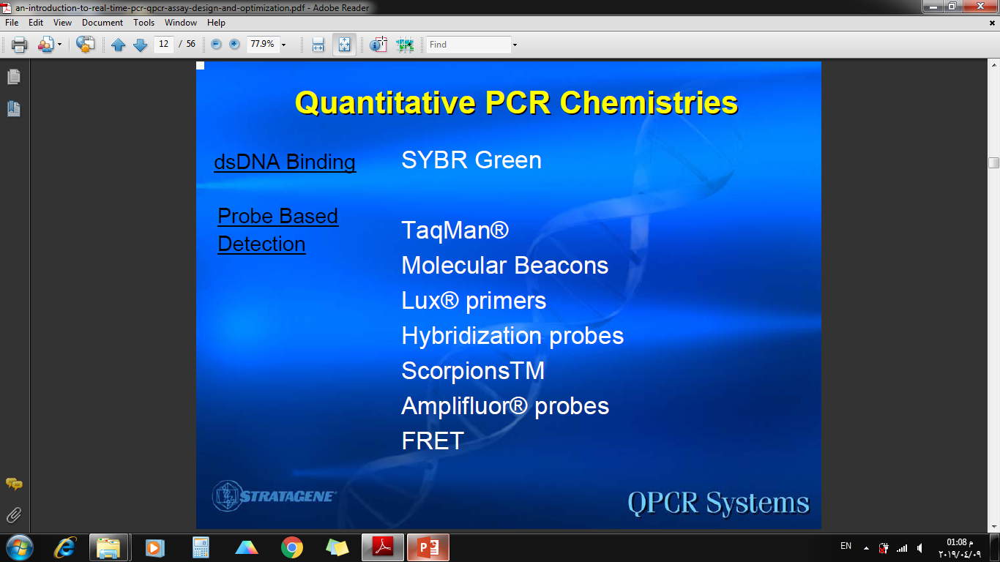 an-introduction-to-real-time-pcr-qpcr-assay-design-and-optimization.pdf - Adobe Reader
File Edit View Document Tools Window Help
12 / 56 77.9% Find
Quantitative PCR Chemistries
dsDNA Binding
SYBR Green
Probe Based
Detection
TaqMan®
Molecular Beacons
Lux® primers
Hybridization probes
ScorpionsTM
Amplifluor® probes
FRET
STRATAGENE®
QPCR Systems
EN
01:08 م
٢٠١٩/٠٤/٠٩